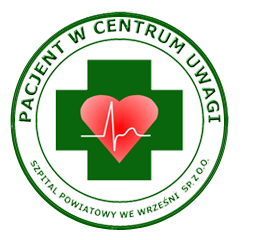 PACJENT W CENTRUM UWAGI
SZPITAL POWIATOWY WE WRZEŚNI SP.Z O.O.